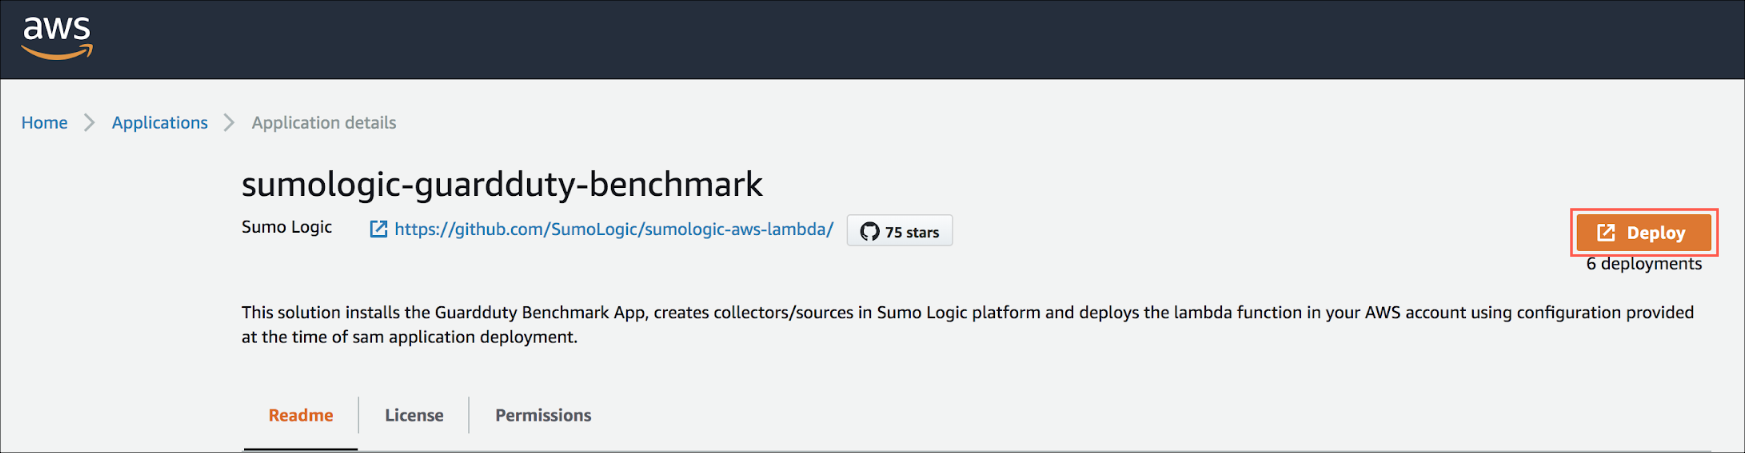 aws
Home Applications Application details
sumologic-guardduty-benchmark
Sumo Logic https://github.com/SumoLogic/sumologic-aws-lambda/ 75 stars
Deploy
6 deployments
This solution installs the Guardduty Benchmark App, creates collectors/sources in Sumo Logic platform and deploys the lambda function in your AWS account using configuration provided
at the time of sam application deployment.
Readme License Permissions